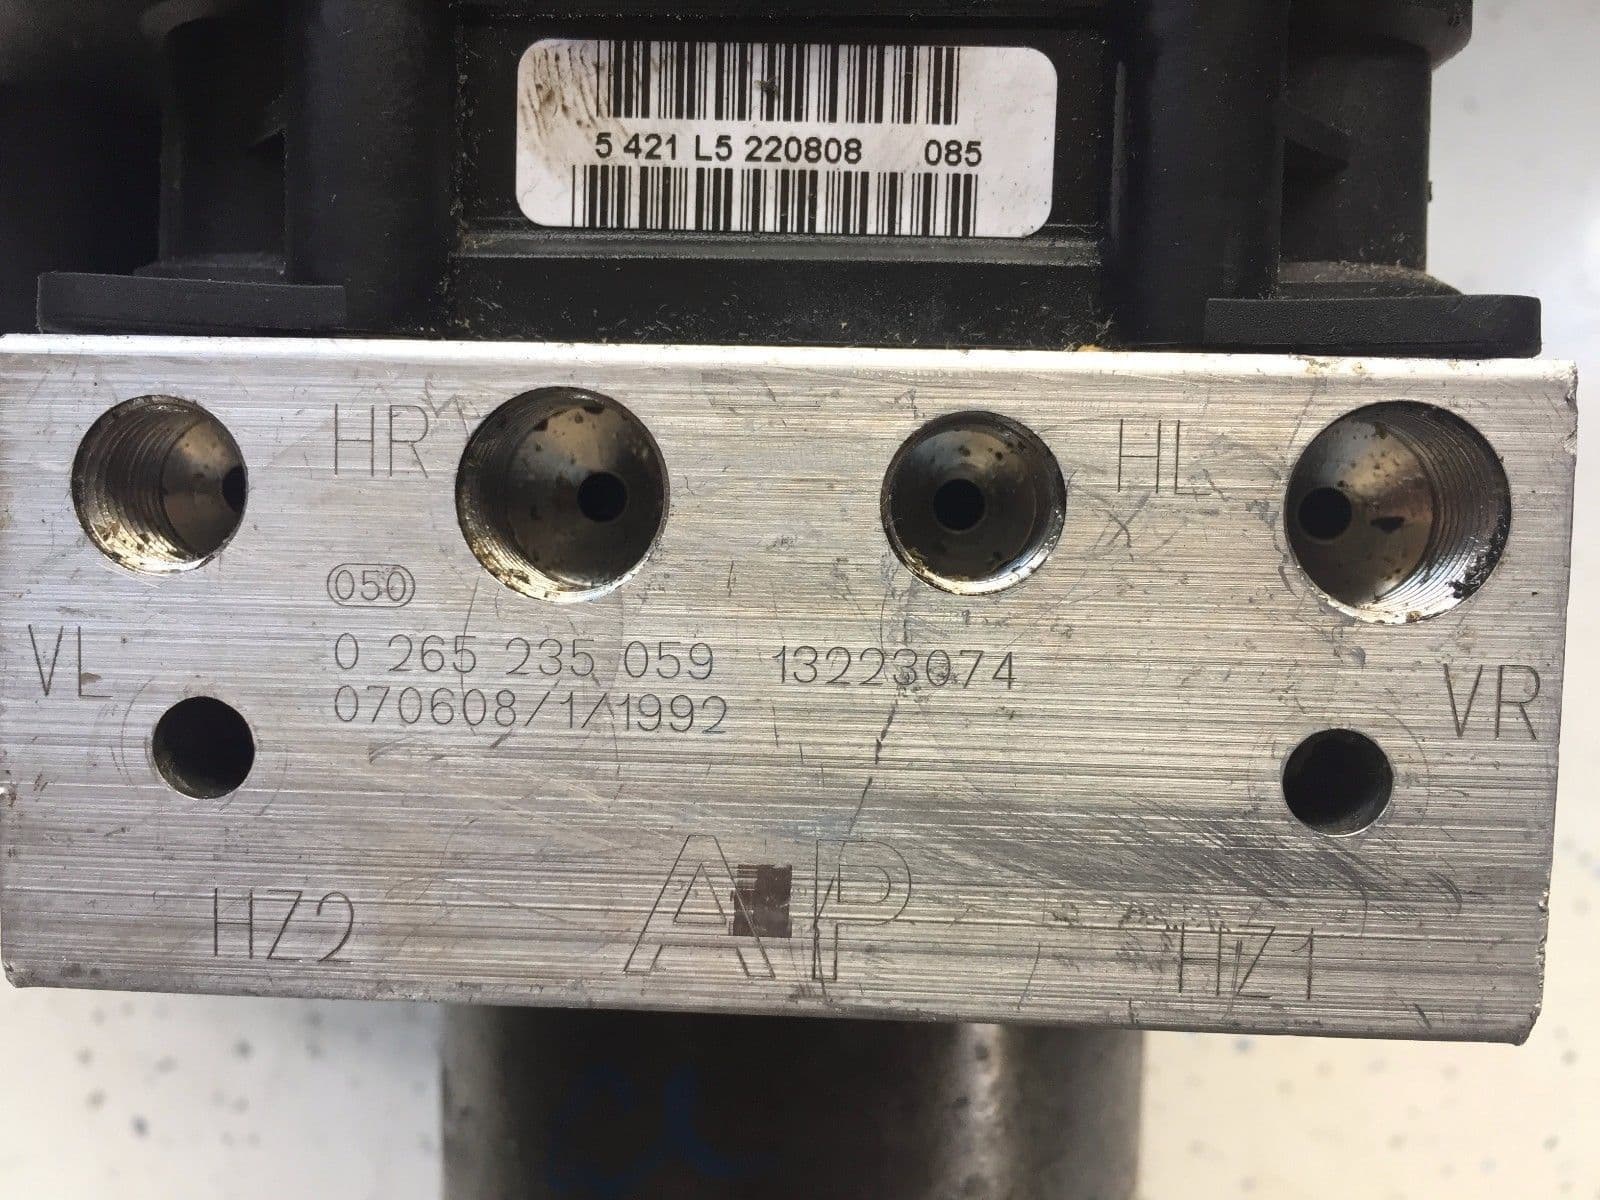 5 421 L5 220808 085
HR HL
050
VL 0 265 235 059 13223074 VR
070608/1/1992
AP
HZ2 HZ1